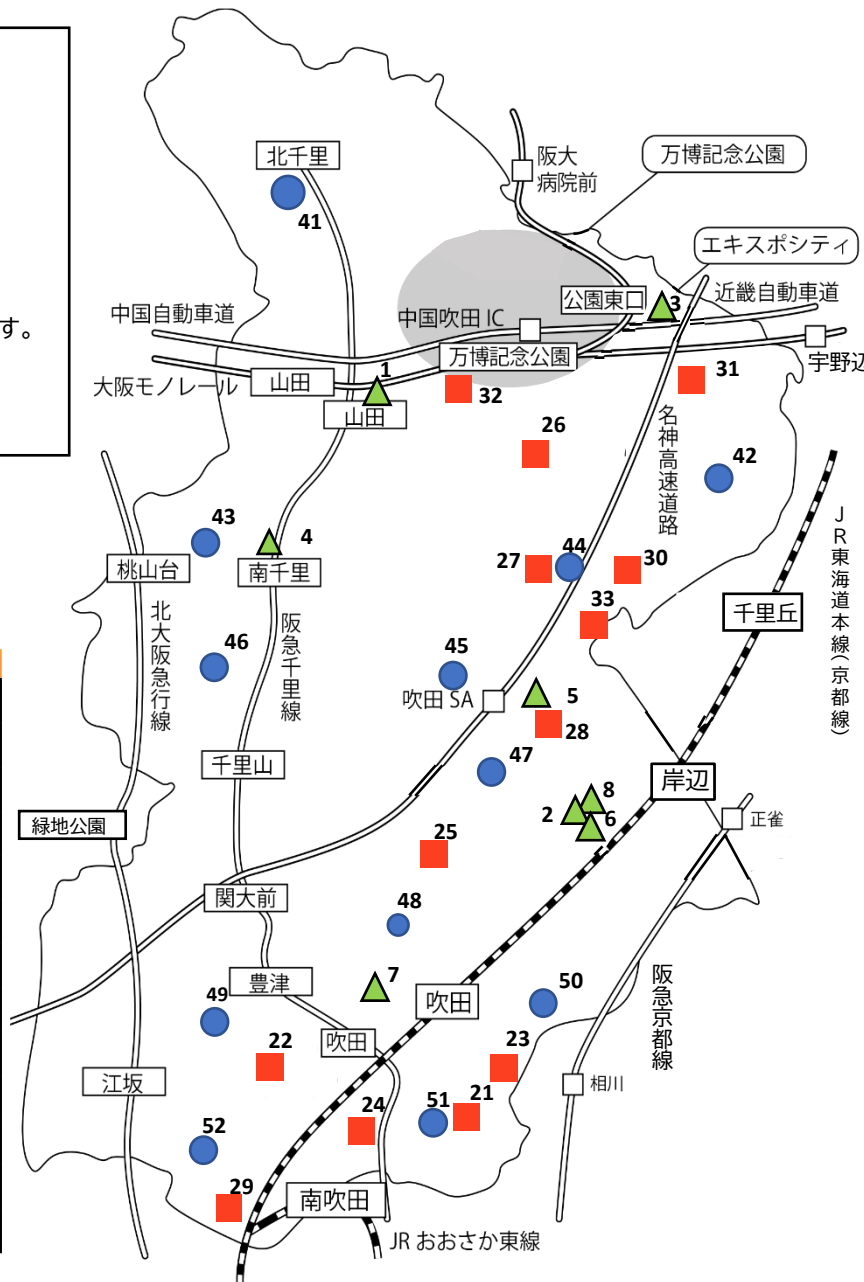 北千里
41
阪大
病院前
万博記念公園
エキスポシティ
公園東口
3
近畿自動車道
す。
中国自動車道
中国吹田 IC
万博記念公園
宇野辺
大阪モノレール
山田
1
山田
32
31
26
名神高速道路
42
43
4
桃山台
南千里
27
44
30
33
千里丘
JR東海道本線(京都線)
北大阪急行線
46
阪急千里線
45
吹田 SA
5
28
千里山
47
岸辺
8
2
6
正雀
緑地公園
25
関大前
48
豊津
7
吹田
50
阪急京都線
49
22
吹田
23
江坂
相川
24
51
21
52
29
南吹田
JR おおさか東線